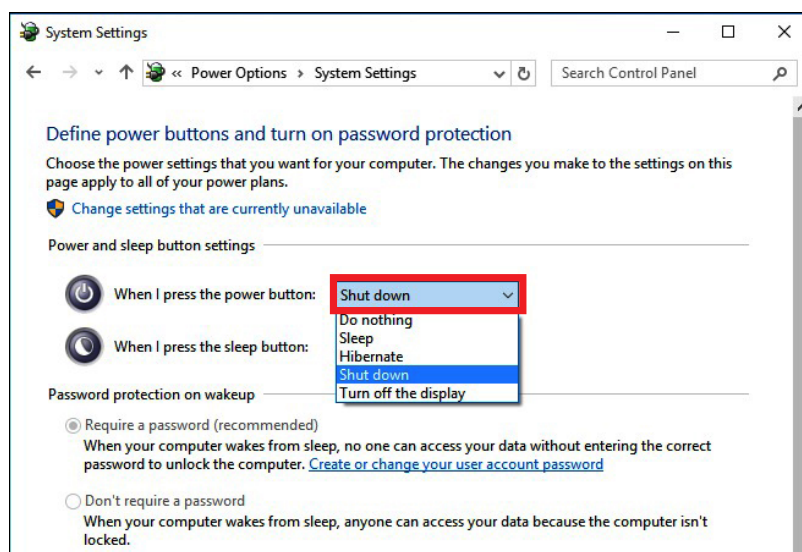 System Settings
« Power Options > System Settings
Search Control Panel
Define power buttons and turn on password protection
Choose the power settings that you want for your computer. The changes you make to the settings on this
page apply to all of your power plans.
Change settings that are currently unavailable
Power and sleep button settings
When I press the power button: Shut down
Do nothing
Sleep
When I press the sleep button:
Hibernate
Shut down
Turn off the display
Password protection on wakeup
Require a password (recommended)
When your computer wakes from sleep, no one can access your data without entering the correct
password to unlock the computer. Create or change your user account password
Don't require a password
When your computer wakes from sleep, anyone can access your data because the computer isn't
locked.